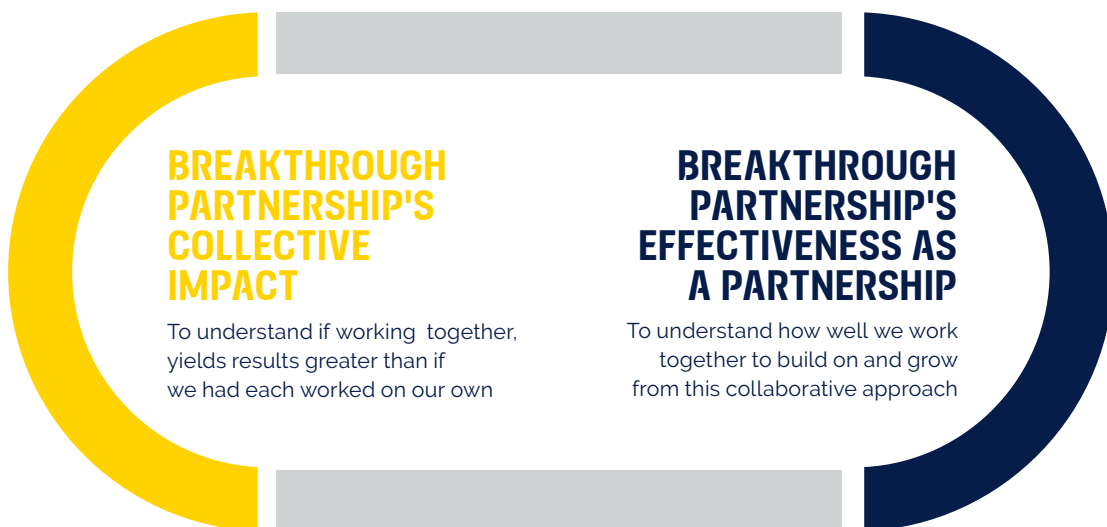 BREAKTHROUGH
PARTNERSHIP'S
COLLECTIVE
IMPACT
To understand if working  together,
yields results greater than if
we had each worked on our own
BREAKTHROUGH
PARTNERSHIP'S
EFFECTIVENESS AS
A PARTNERSHIP
To understand how well we work
together to build on and grow
from this collaborative approach